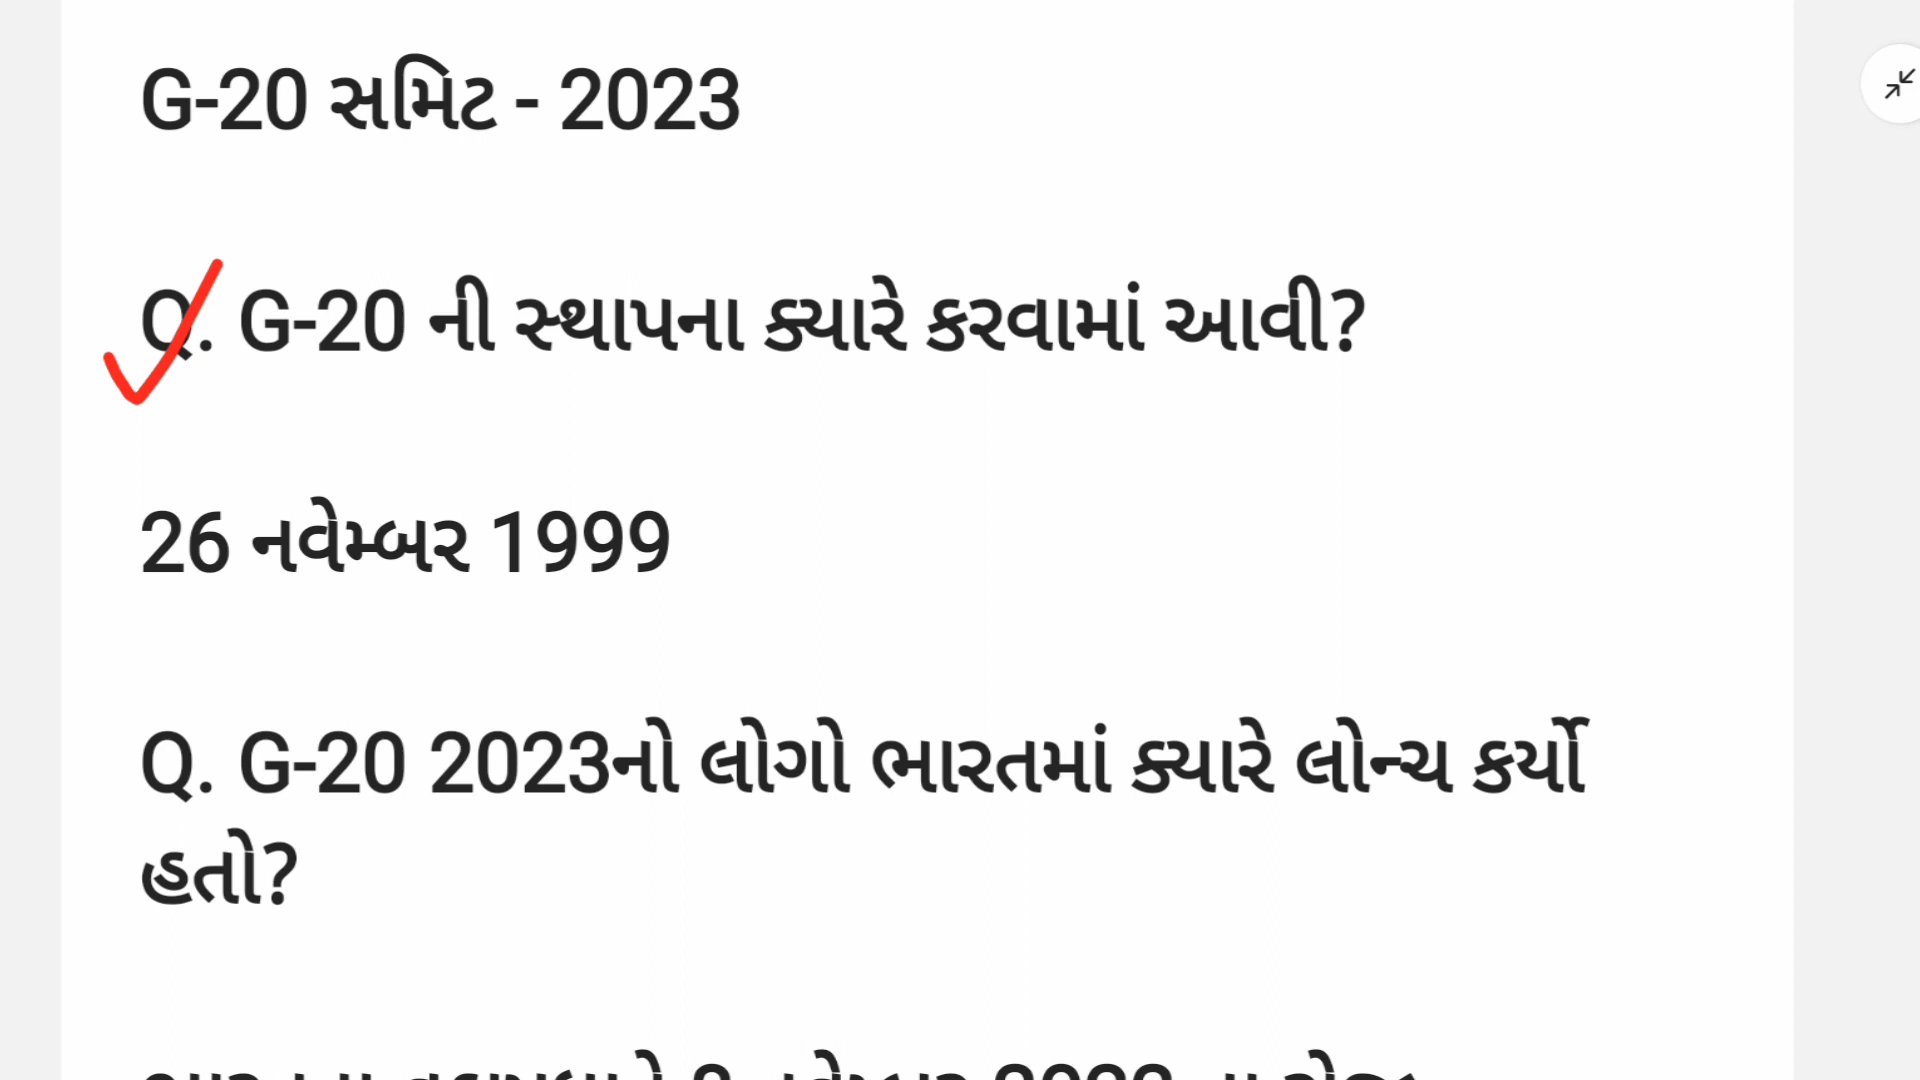 G-20 સમિટ - 2023
Q. G-20 ની સ્થાપના ક્યારે કરવામાં આવી?
26 નવેમ્બર 1999
Q. G-20 2023નો લોગો ભારતમાં ક્યારે લોન્ચ કર્યો
હતો?